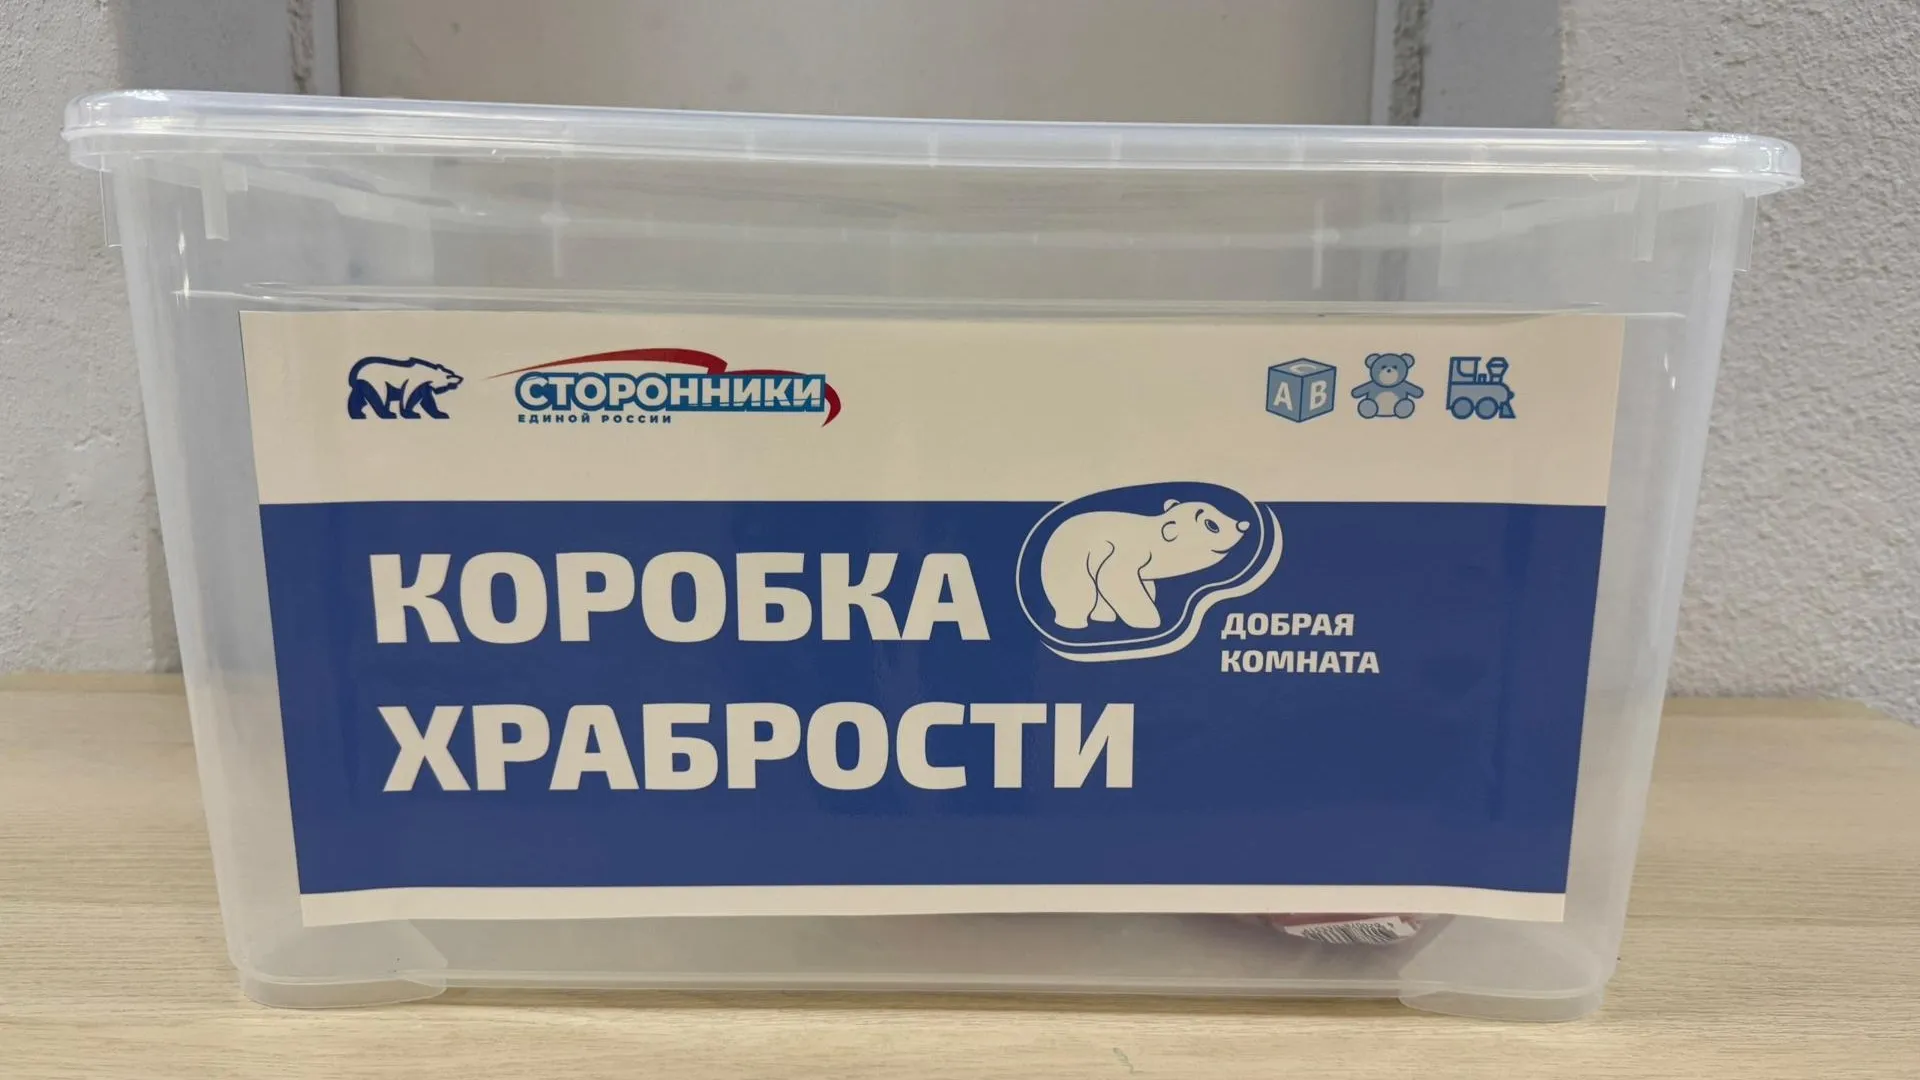 СТОРОННИКИ
ЕДИНОЙ РОССИИ
A B C
КОРОБКА
ХРАБРОСТИ
ДОБРАЯ
КОМНАТА